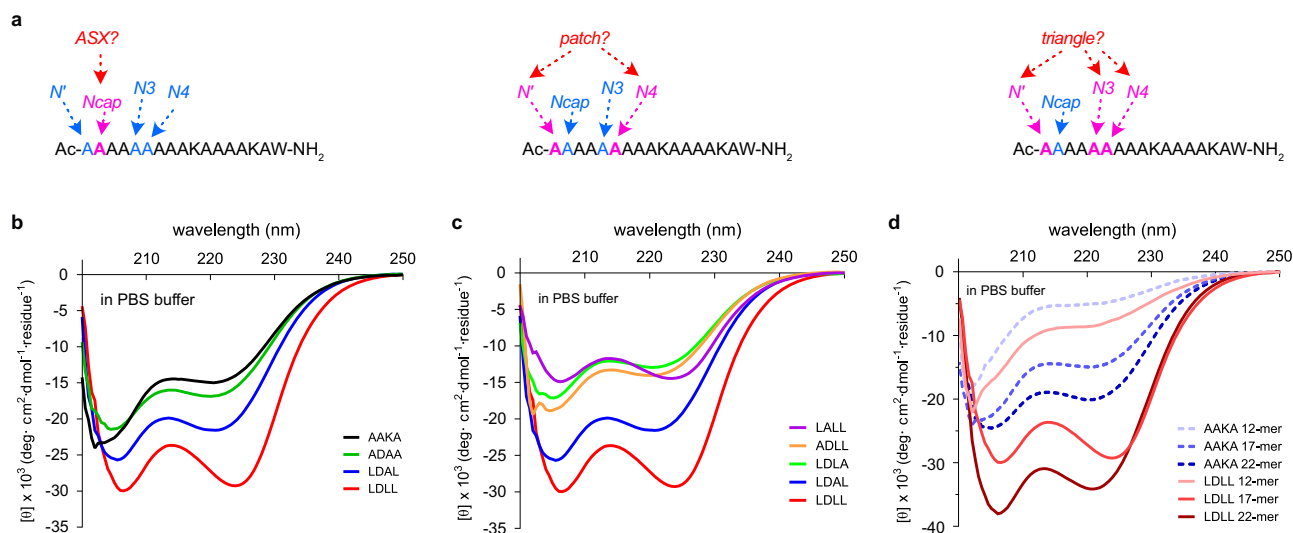 a
ASX?
N' Ncap N3 N4
Ac-AAAAAAAAAKAAAAKAW-NH2
patch?
N' Ncap N3 N4
Ac-AAAAAAAAAKAAAAKAW-NH2
triangle?
N' Ncap N3 N4
Ac-AAAAAAAAAKAAAAKAW-NH2
b
wavelength (nm)
210 220 230 240 250
0
-5
-10
-15
-20
-25
-30
-35
[θ] x 10³ (deg· cm²·dmol⁻¹·residue⁻¹)
in PBS buffer
AAKA
ADAA
LDAL
LDLL
c
wavelength (nm)
210 220 230 240 250
0
-5
-10
-15
-20
-25
-30
-35
[θ] x 10³ (deg· cm²·dmol⁻¹·residue⁻¹)
in PBS buffer
LALL
ADLL
LDLA
LDAL
LDLL
d
wavelength (nm)
210 220 230 240 250
0
-5
-10
-15
-20
-25
-30
-35
-40
[θ] x 10³ (deg· cm²·dmol⁻¹·residue⁻¹)
in PBS buffer
AAKA 12-mer
AAKA 17-mer
AAKA 22-mer
LDLL 12-mer
LDLL 17-mer
LDLL 22-mer